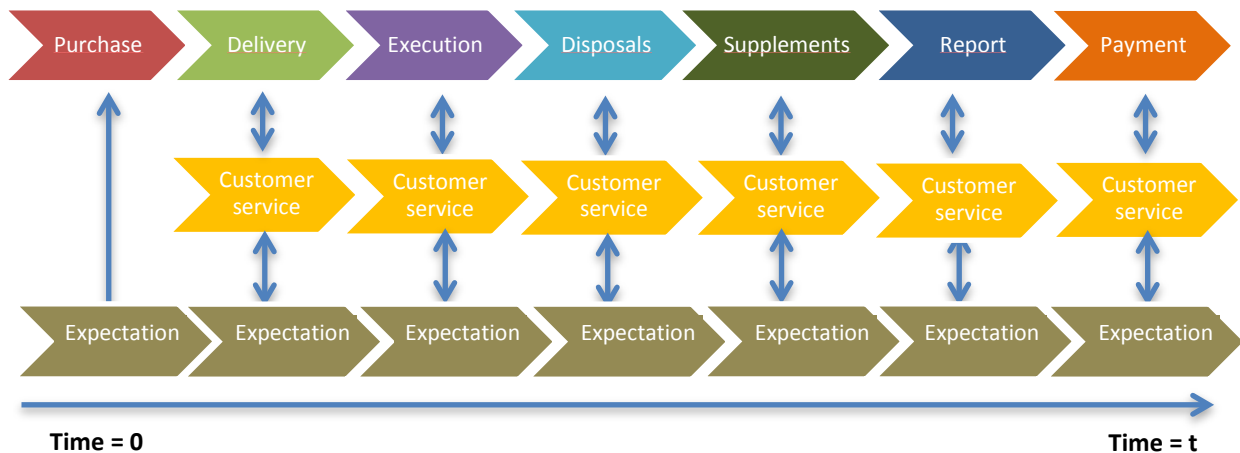 Purchase
Delivery
Execution
Disposals
Supplements
Report
Payment
Customer
service
Customer
service
Customer
service
Customer
service
Customer
service
Customer
service
Expectation
Expectation
Expectation
Expectation
Expectation
Expectation
Expectation
Time = 0
Time = t